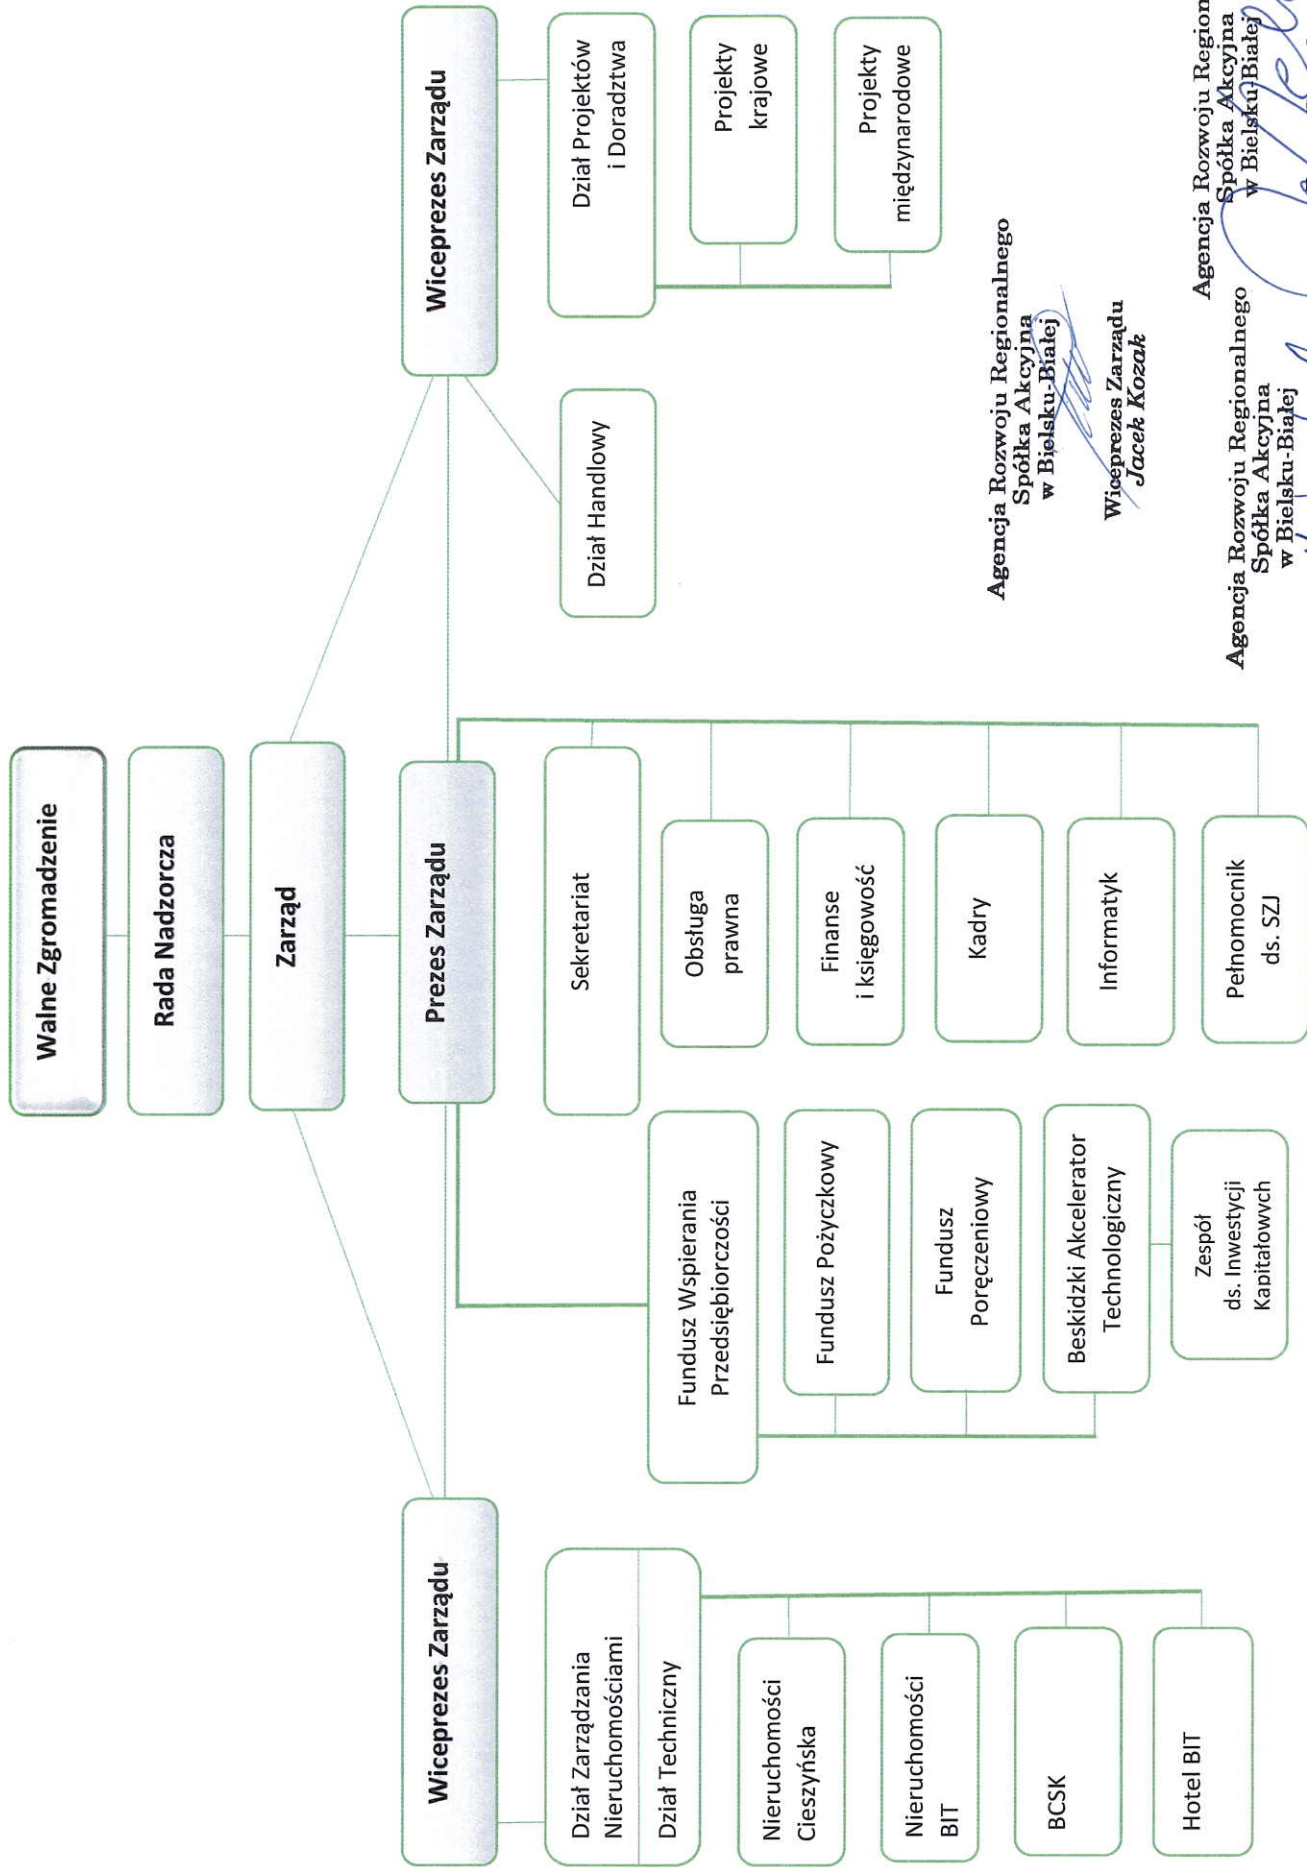 Walne Zgromadzenie
Rada Nadzorcza
Zarząd
Prezes Zarządu
Wiceprezes Zarządu
Wiceprezes Zarządu
Dział Zarządzania
Nieruchomościami
Dział Techniczny
Nieruchomości
Cieszyńska
Nieruchomości
BIT
BCSK
Hotel BIT
Fundusz Wspierania
Przedsiębiorczości
Fundusz Pożyczkowy
Fundusz
Poręczeniowy
Beskidzki Akcelerator
Technologiczny
Zespół
ds. Inwestycji
Kapitałowych
Sekretariat
Obsługa
prawna
Finanse
i księgowość
Kadry
Informatyk
Pełnomocnik
ds. SZJ
Dział Handlowy
Dział Projektów
i Doradztwa
Projekty
krajowe
Projekty
międzynarodowe
Agencja Rozwoju Regionalnego
Spółka Akcyjna
w Bielsku-Białej
Wiceprezes Zarządu
Jacek Kozak
Agencja Rozwoju Regionalnego
Spółka Akcyjna
w Bielsku-Białej
Agencja Rozwoju Region
Spółka Akcyjna
w Bielsku-Białej